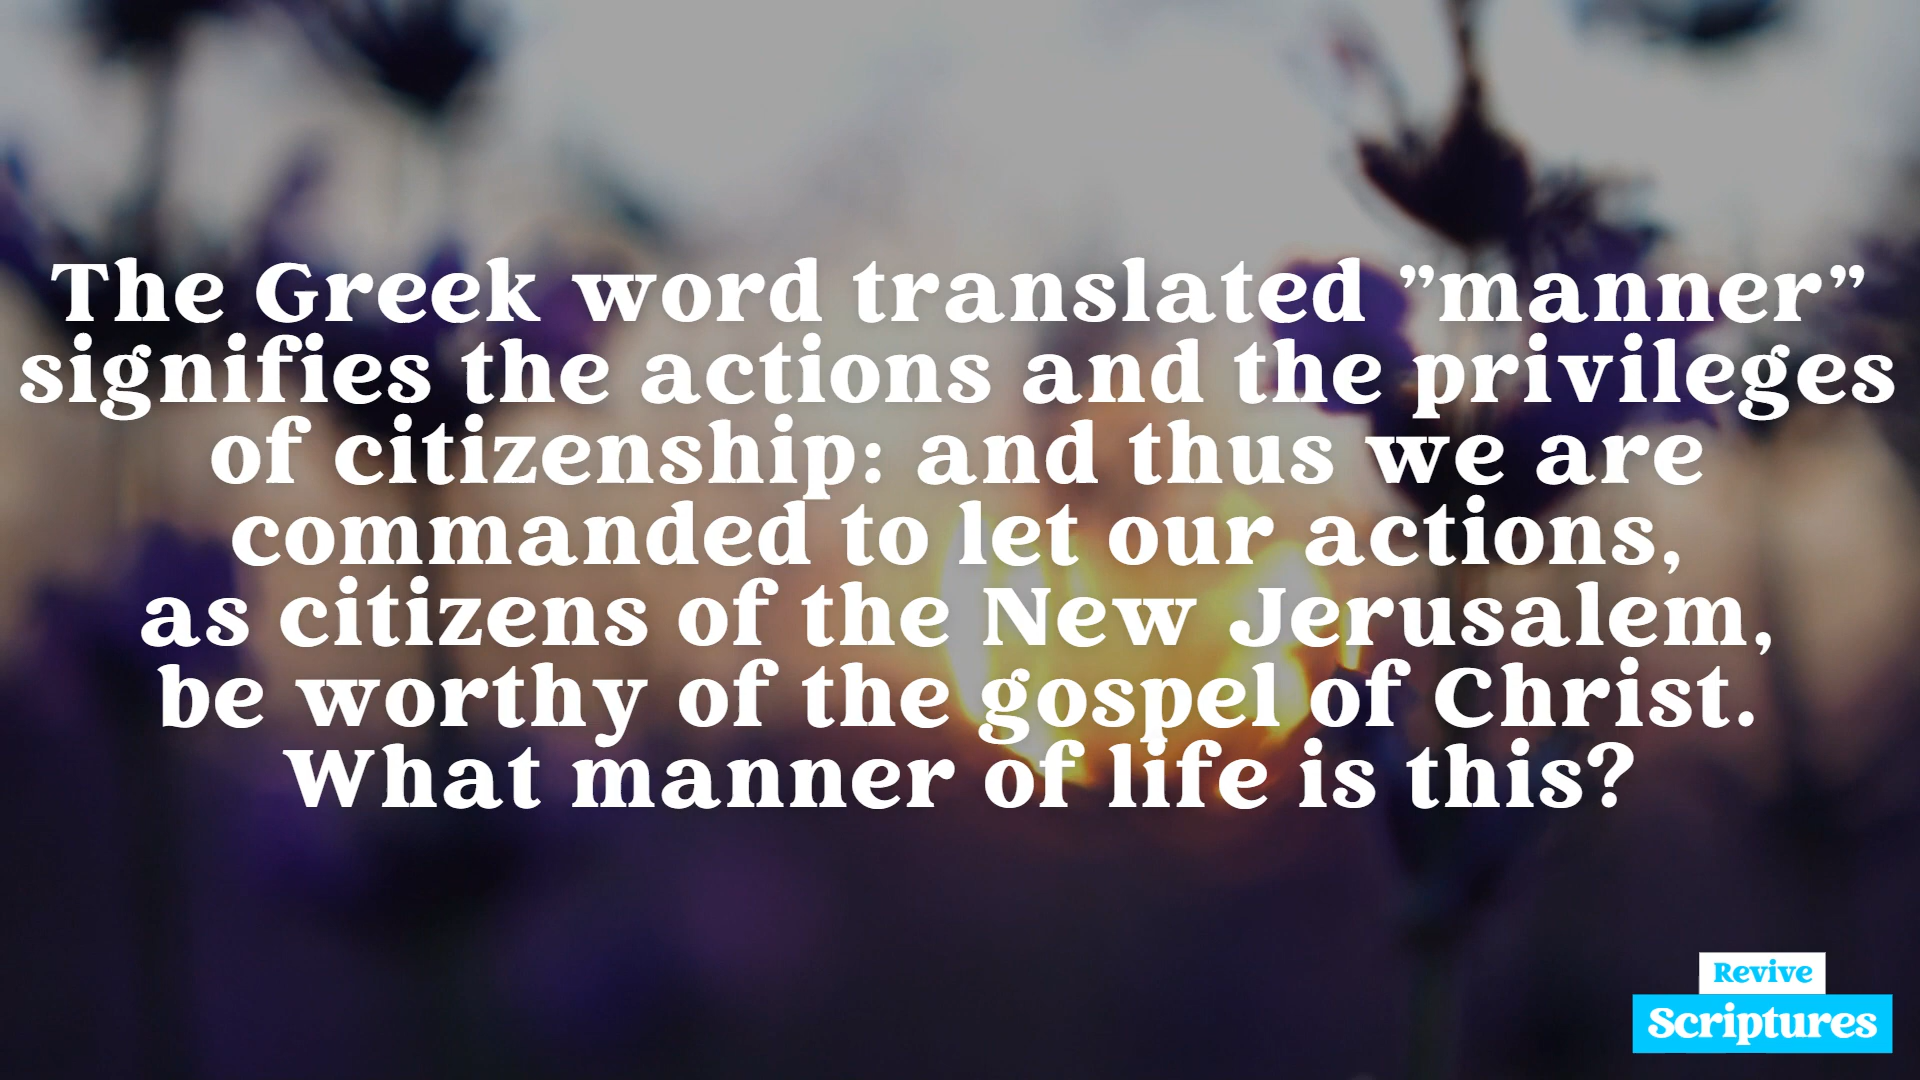 The Greek word translated ”manner”
signifies the actions and the privileges
of citizenship: and thus we are
commanded to let our actions,
as citizens of the New Jerusalem,
be worthy of the gospel of Christ.
What manner of life is this?
Revive
Scriptures